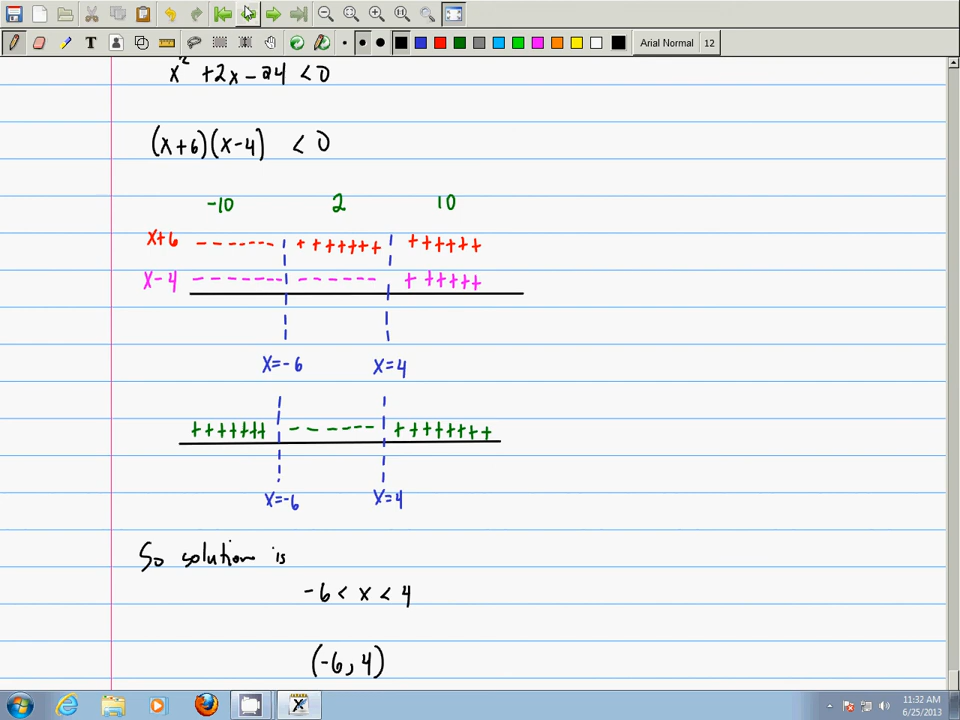 T
Arial Normal 12
x² +2x-24 <0
(x+6)(x-4) < 0
-10 2 10
x+6 - - - - - - - + + + + + + + + + + + + +
x-4 - - - - - - - - - - - - - - - + + + + + +
x=-6 x=4
+++++++ - - - - - - - ++++++++
x=-6 x=4
So solution is
-6 < x < 4
(-6, 4)
11:32 AM
6/25/2013